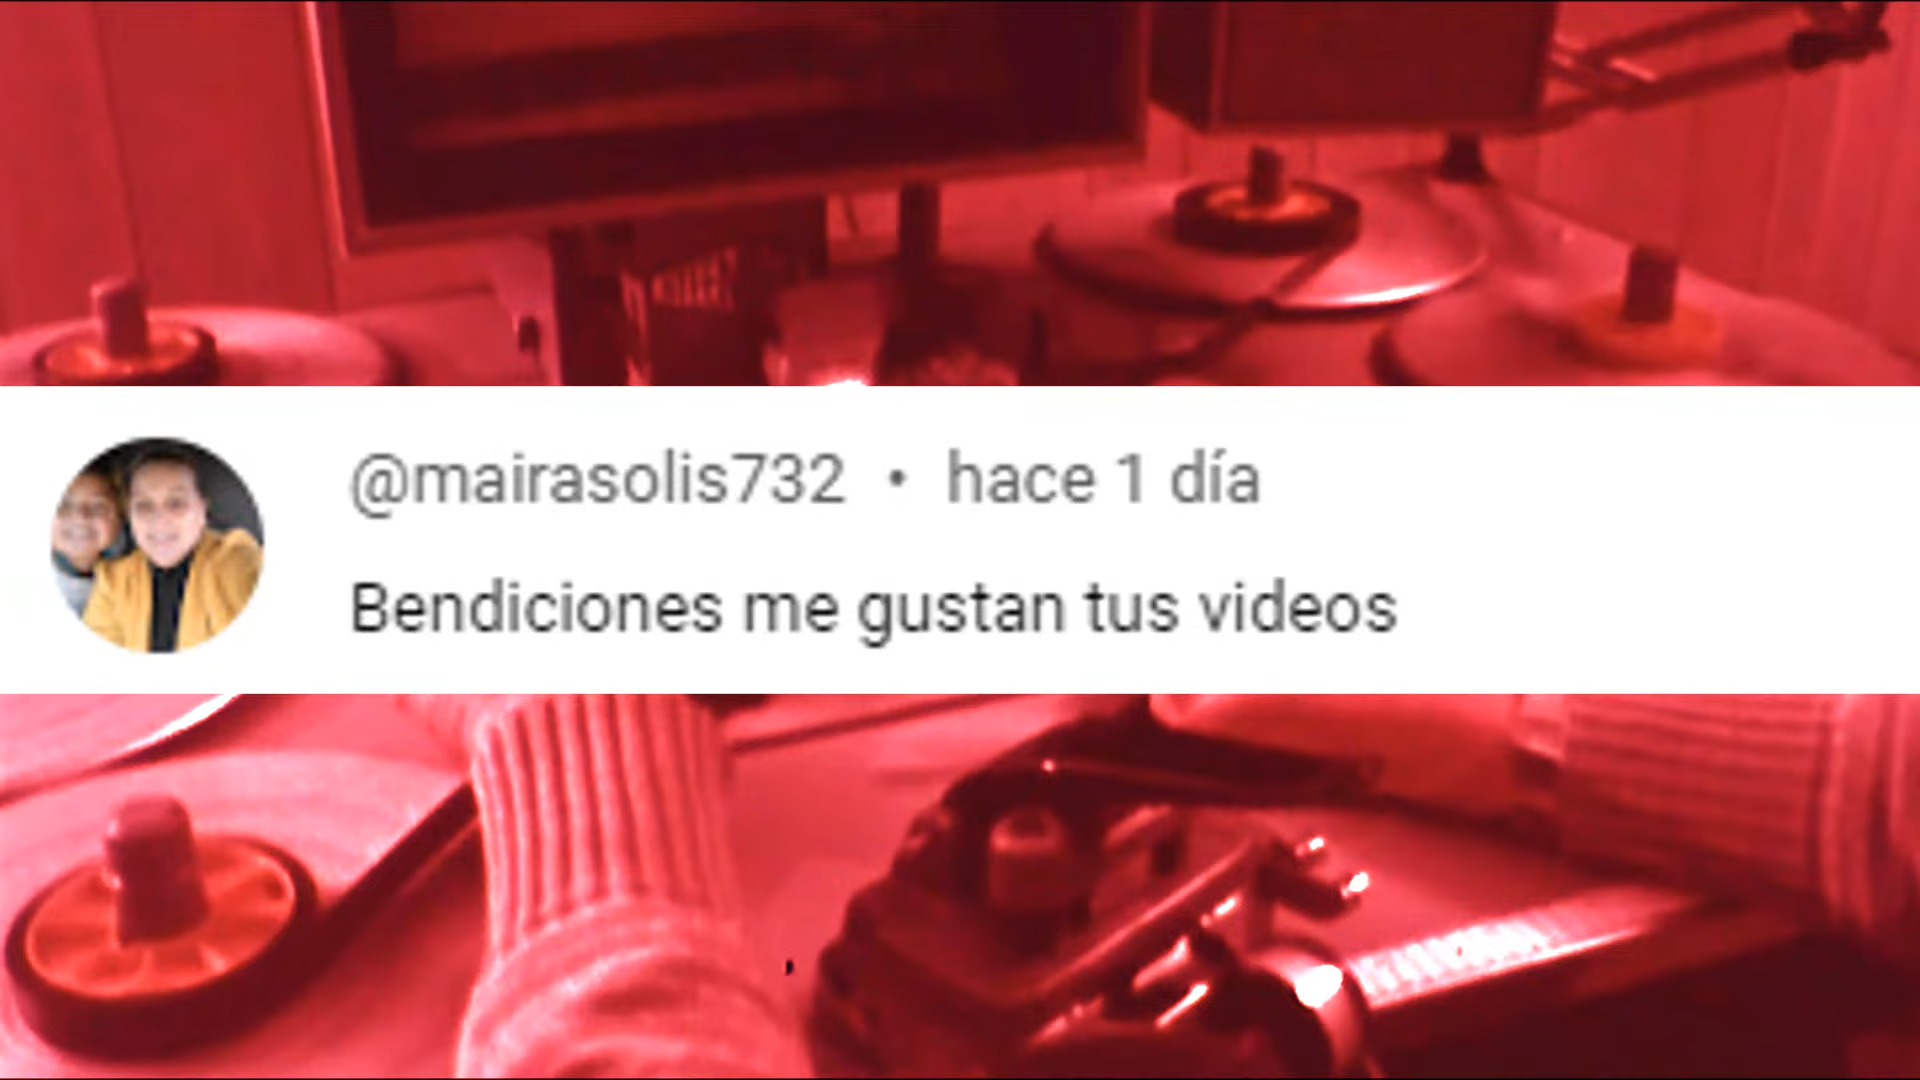 @mairasolis732 • hace 1 día
Bendiciones me gustan tus videos